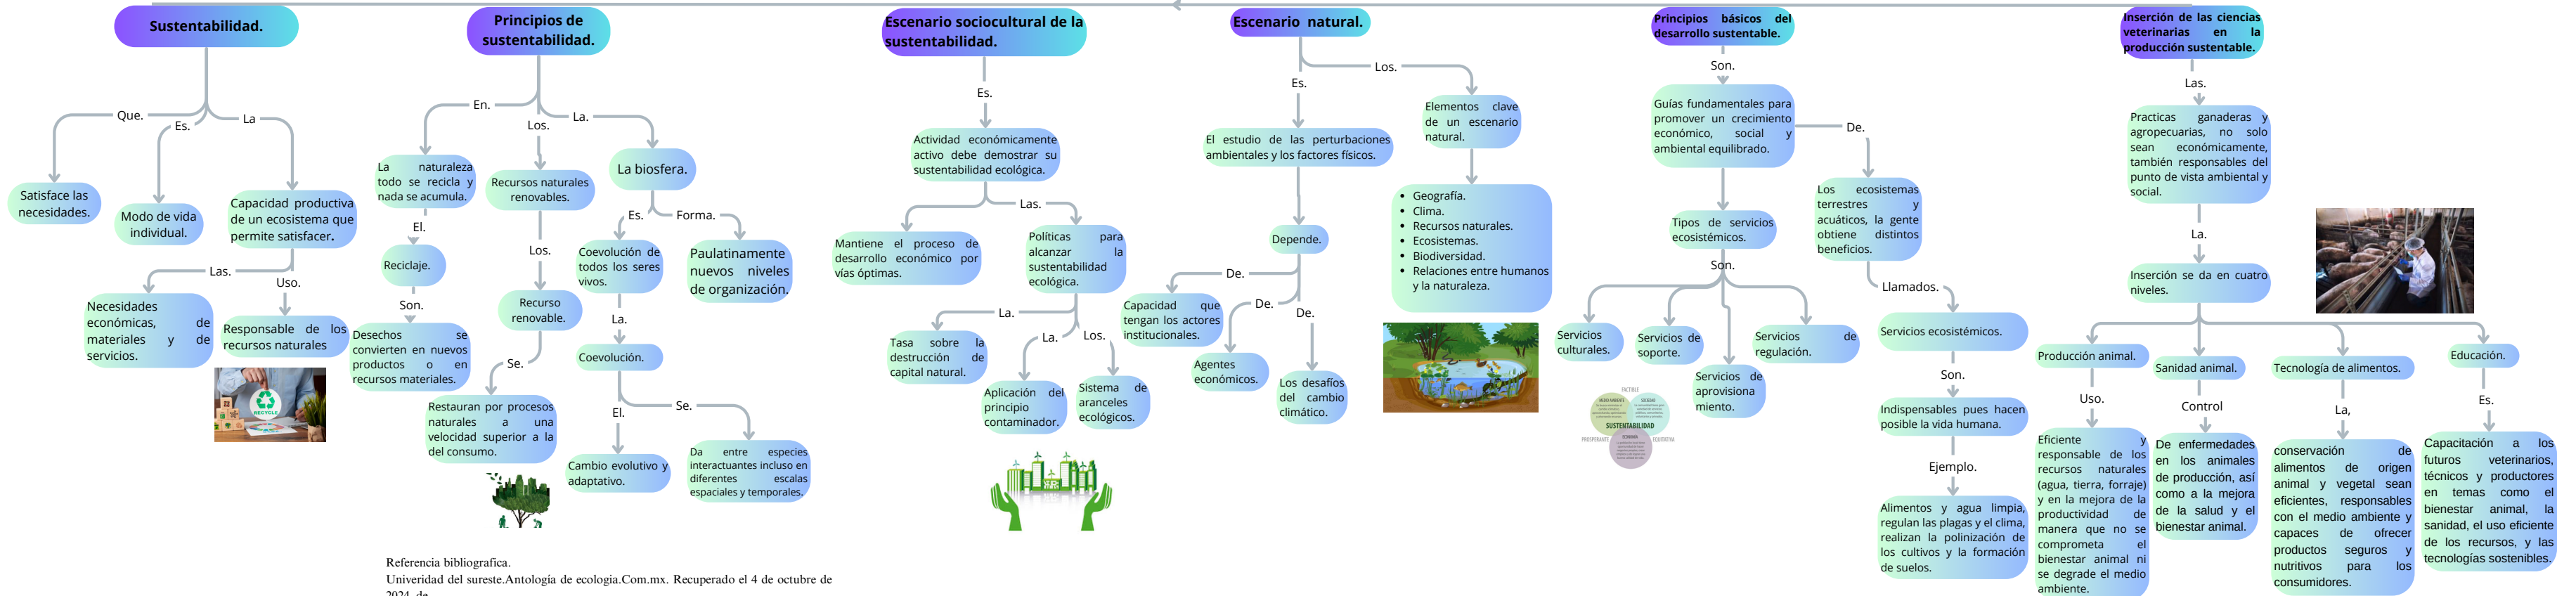 Sustentabilidad.
Que.
Es.
La
Satisface las
necesidades.
Modo de vida
individual.
Capacidad productiva
de un ecosistema que
permite satisfacer.
Las.
Uso.
Necesidades
económicas, de
materiales y de
servicios.
Responsable de los
recursos naturales
RECYCLE
Principios de
sustentabilidad.
En.
Los.
La.
La naturaleza
todo se recicla y
nada se acumula.
El.
Reciclaje.
Son.
Desechos se
convierten en nuevos
productos o en
recursos materiales.
Recursos naturales
renovables.
Los.
Recurso
renovable.
Se.
Restauran por procesos
naturales a una
velocidad superior a la
del consumo.
La biosfera.
Es.
Forma.
Coevolución de
todos los seres
vivos.
Paulatinamente
nuevos niveles
de organización.
La.
Coevolución.
El.
Se.
Cambio evolutivo y
adaptativo.
Da entre especies
interactuantes incluso en
diferentes escalas
espaciales y temporales.
Escenario sociocultural de la
sustentabilidad.
Es.
Actividad económicamente
activo debe demostrar su
sustentabilidad ecológica.
Las.
Mantiene el proceso de
desarrollo económico por
vías óptimas.
Políticas para
alcanzar la
sustentabilidad
ecológica.
La.
La.
Los.
Tasa sobre la
destrucción de
capital natural.
Aplicación del
principio
contaminador.
Sistema de
aranceles
ecológicos.
Escenario natural.
Es.
Los.
El estudio de las perturbaciones
ambientales y los factores físicos.
Depende.
De.
De.
De.
Capacidad que
tengan los actores
institucionales.
Agentes
económicos.
Los desafíos
del cambio
climático.
Elementos clave
de un escenario
natural.
• Geografía.
• Clima.
• Recursos naturales.
• Ecosistemas.
• Biodiversidad.
• Relaciones entre humanos
y la naturaleza.
Principios básicos del
desarrollo sustentable.
Son.
Guías fundamentales para
promover un crecimiento
económico, social y
ambiental equilibrado.
De.
Tipos de servicios
ecosistémicos.
Son.
Servicios
culturales.
Servicios de
soporte.
Servicios de
aprovisiona
miento.
Servicios de
regulación.
FACTIBLE
MEDIO AMBIENTE
SOCIEDAD
SUSTENTABILIDAD
PROSPERANTE
EQUITATIVA
ECONOMÍA
Los ecosistemas
terrestres y
acuáticos, la gente
obtiene distintos
beneficios.
Llamados.
Servicios ecosistémicos.
Son.
Indispensables pues hacen
posible la vida humana.
Ejemplo.
Alimentos y agua limpia,
regulan las plagas y el clima,
realizan la polinización de
los cultivos y la formación
de suelos.
Inserción de las ciencias
veterinarias en la
producción sustentable.
Las.
Practicas ganaderas y
agropecuarias, no solo
sean económicamente,
también responsables del
punto de vista ambiental y
social.
La.
Inserción se da en cuatro
niveles.
Producción animal.
Uso.
Eficiente y
responsable de los
recursos naturales
(agua, tierra, forraje)
y en la mejora de la
productividad de
manera que no se
comprometa el
bienestar animal ni
se degrade el medio
ambiente.
Sanidad animal.
Control
De enfermedades
en los animales
de producción, así
como a la mejora
de la salud y el
bienestar animal.
Tecnología de alimentos.
La,
conservación de
alimentos de origen
animal y vegetal sean
eficientes, responsables
con el medio ambiente y
capaces de ofrecer
productos seguros y
nutritivos para los
consumidores.
Educación.
Es.
Capacitación a los
futuros veterinarios,
técnicos y productores
en temas como el
bienestar animal, la
sanidad, el uso eficiente
de los recursos, y las
tecnologías sostenibles.
Referencia bibliografica.
Univeridad del sureste.Antologia de ecologia.Com.mx. Recuperado el 4 de octubre de
2024, de